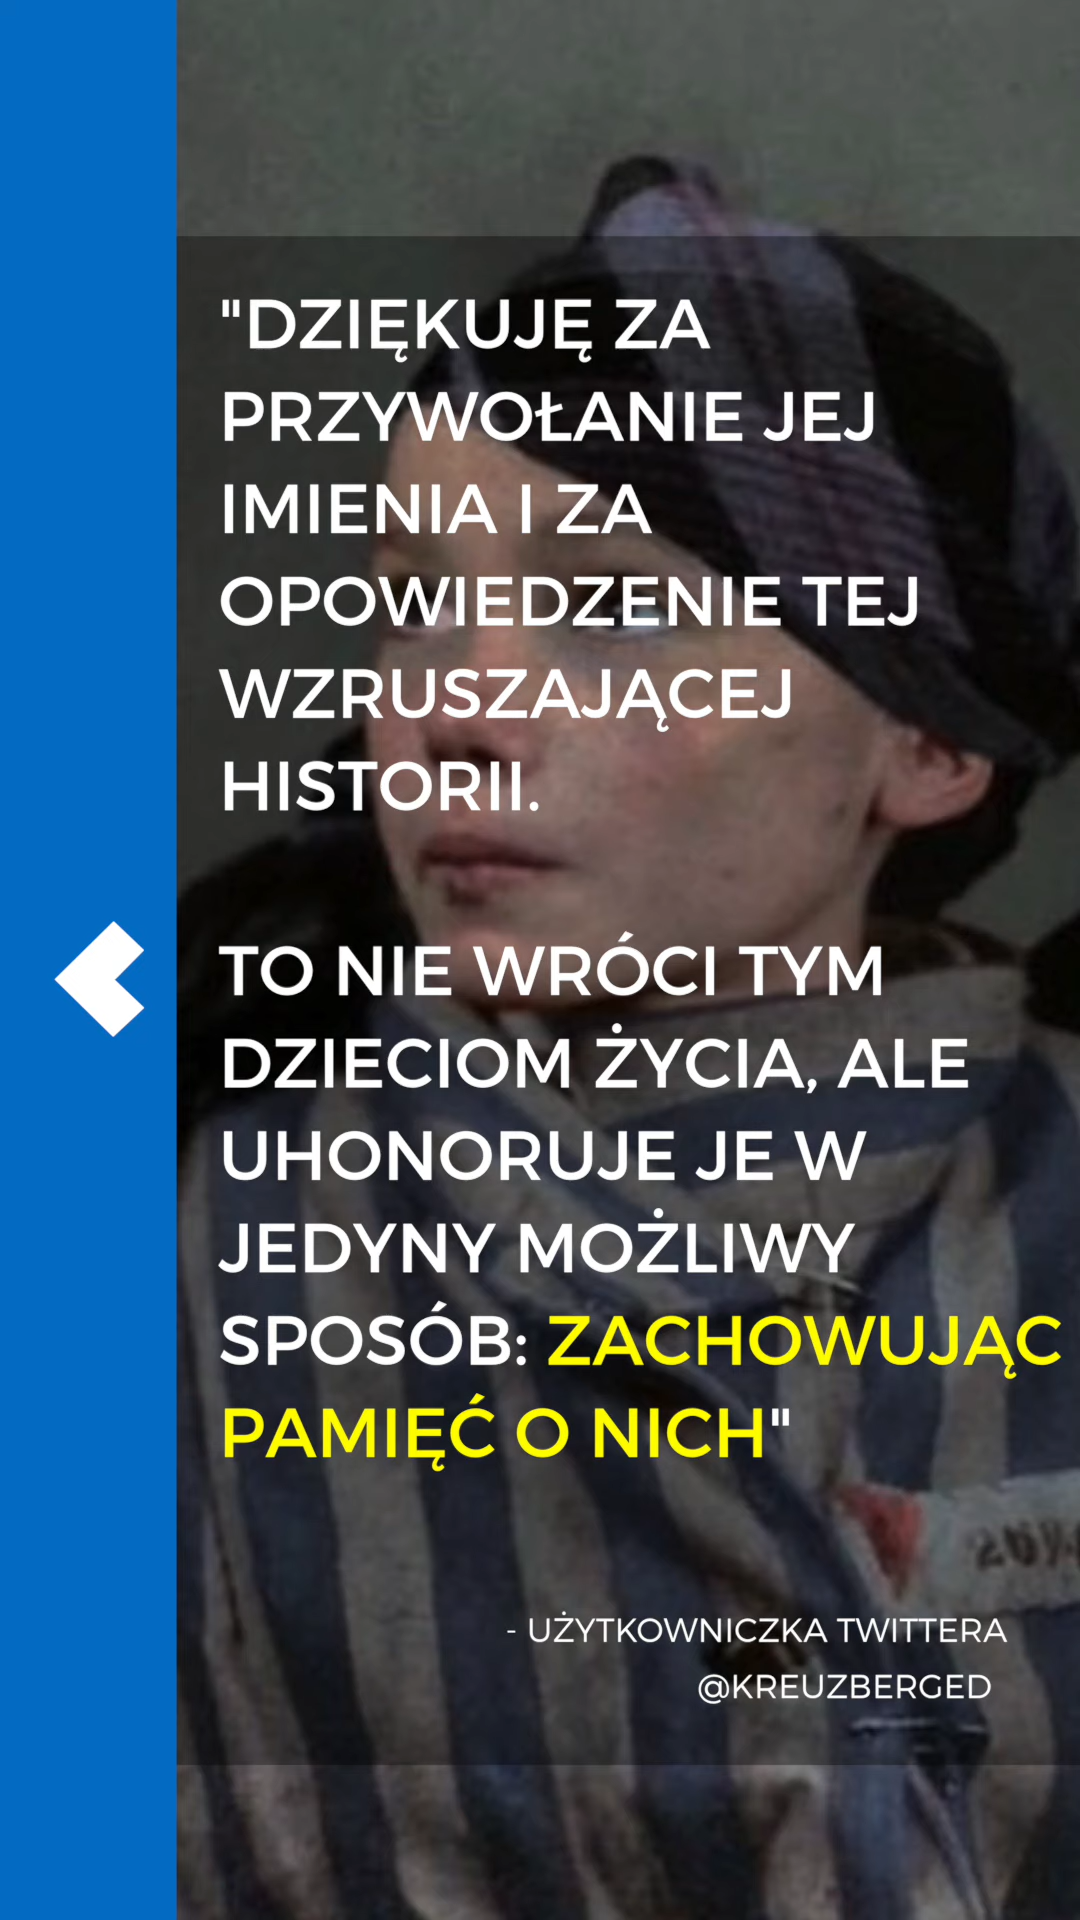 "DZIĘKUJĘ ZA
PRZYWOŁANIE JEJ
IMIENIA I ZA
OPOWIEDZENIE TEJ
WZRUSZAJĄCEJ
HISTORII.
TO NIE WRÓCI TYM
DZIECIOM ŻYCIA, ALE
UHONORUJE JE W
JEDYNY MOŻLIWY
SPOSÓB: ZACHOWUJĄC
PAMIĘĆ O NICH"
- UŻYTKOWNICZKA TWITTERA
@KREUZBERGED